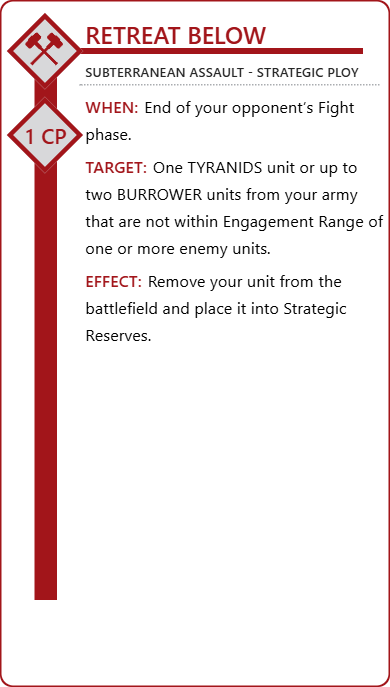 RETREAT BELOW
SUBTERRANEAN ASSAULT - STRATEGIC PLOY
1 CP
WHEN: End of your opponent’s Fight
phase.
TARGET: One TYRANIDS unit or up to
two BURROWER units from your army
that are not within Engagement Range of
one or more enemy units.
EFFECT: Remove your unit from the
battlefield and place it into Strategic
Reserves.